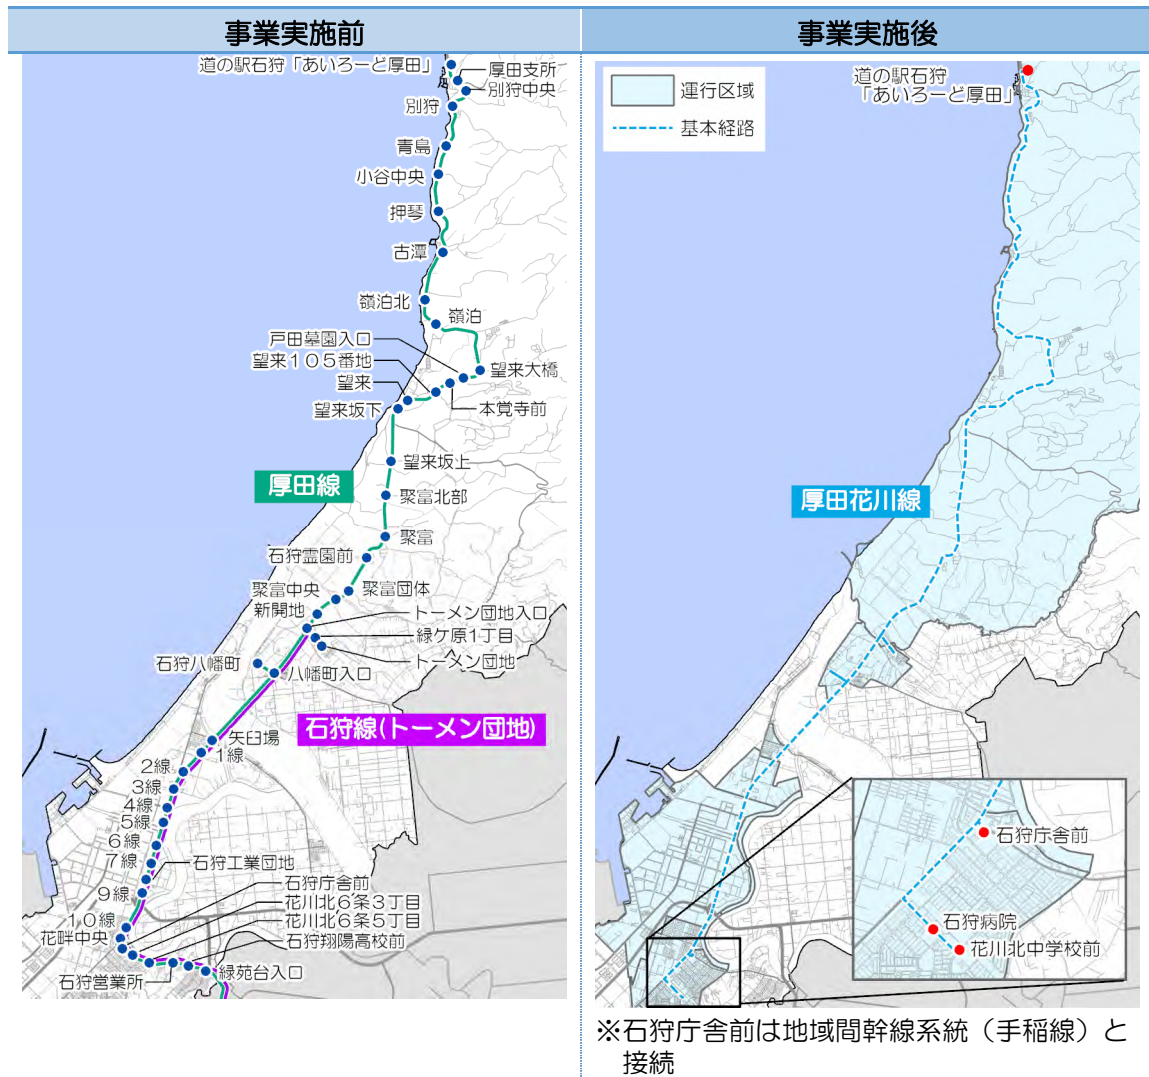 事業実施前
道の駅石狩「あいろーど厚田」
厚田支所
別狩中央
別狩
青島
小谷中央
押琴
古潭
嶺泊北
嶺泊
戸田墓園入口
望来105番地
望来
望来大橋
望来坂下
本覚寺前
望来坂上
厚田線
聚富北部
聚富
石狩霊園前
聚富中央
聚富団体
新開地
トーメン団地入口
緑ケ原1丁目
トーメン団地
石狩八幡町
八幡町入口
石狩線(トーメン団地)
矢臼場
1線
2線
3線
4線
5線
6線
7線
石狩工業団地
9線
石狩庁舎前
花川北6条3丁目
10線
花川北6条5丁目
花畔中央
石狩翔陽高校前
緑苑台入口
石狩営業所
事業実施後
運行区域
基本経路
道の駅石狩
「あいろーど厚田」
厚田花川線
石狩庁舎前
石狩病院
花川北中学校前
※石狩庁舎前は地域間幹線系統（手稲線）と
接続